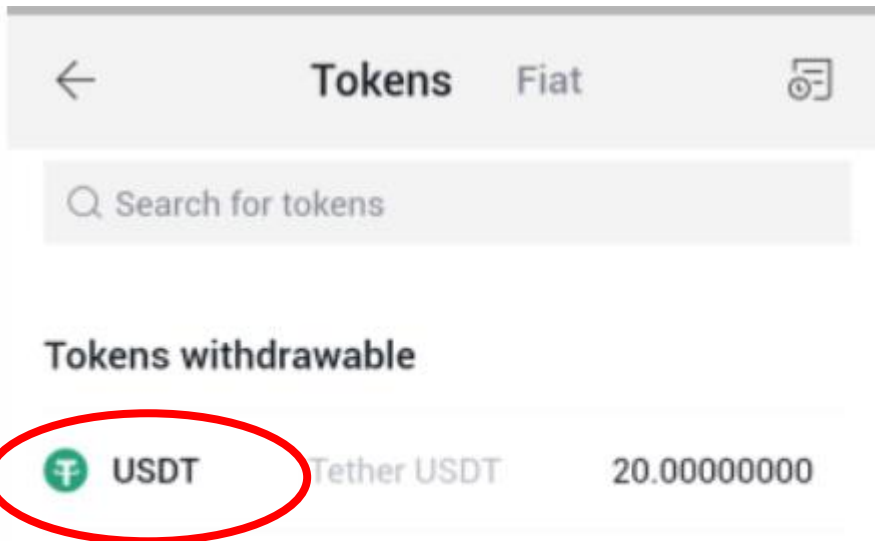 Tokens Fiat
Search for tokens
Tokens withdrawable
USDT Tether USDT 20.00000000